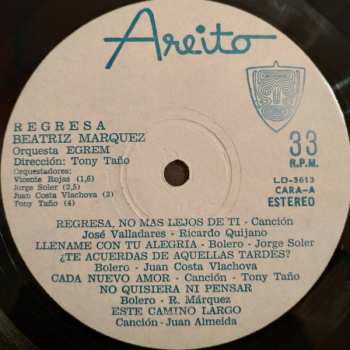 Areito
REGRESA
BEATRIZ MARQUEZ
Orquesta EGREM
Dirección: Tony Taño
Orquestadores:
Vicente Rojas (1,6)
Jorge Soler (2,5)
Juan Costa Vlachova (3)
Tony Taño (4)
33
R.P.M.
LD-3613
CARA-A
ESTEREO
REGRESA, NO MAS LEJOS DE TI - Canción
José Valladares - Ricardo Quijano
LLENAME CON TU ALEGRIA - Bolero - Jorge Soler
¿TE ACUERDAS DE AQUELLAS TARDES?
Bolero - Juan Costa Vlachova
CADA NUEVO AMOR - Canción - Tony Taño
NO QUISIERA NI PENSAR
Bolero - R. Márquez
ESTE CAMINO LARGO
Canción - Juan Almeida